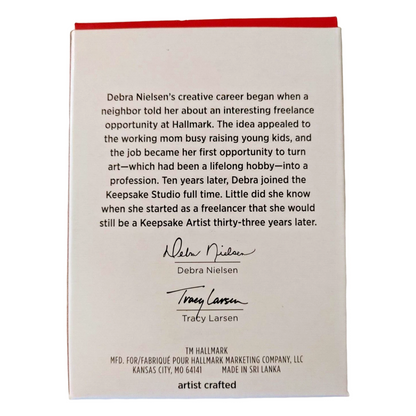 Debra Nielsen's creative career began when a
neighbor told her about an interesting freelance
opportunity at Hallmark. The idea appealed to
the working mom busy raising young kids, and
the job became her first opportunity to turn
art—which had been a lifelong hobby—into a
profession. Ten years later, Debra joined the
Keepsake Studio full time. Little did she know
when she started as a freelancer that she would
still be a Keepsake Artist thirty-three years later.
Debra Nielsen
Debra Nielsen
Tracy Larsen
Tracy Larsen
TM HALLMARK
MFD. FOR/FABRIQUÉ POUR HALLMARK MARKETING COMPANY, LLC
KANSAS CITY, MO 64141 MADE IN SRI LANKA
artist crafted